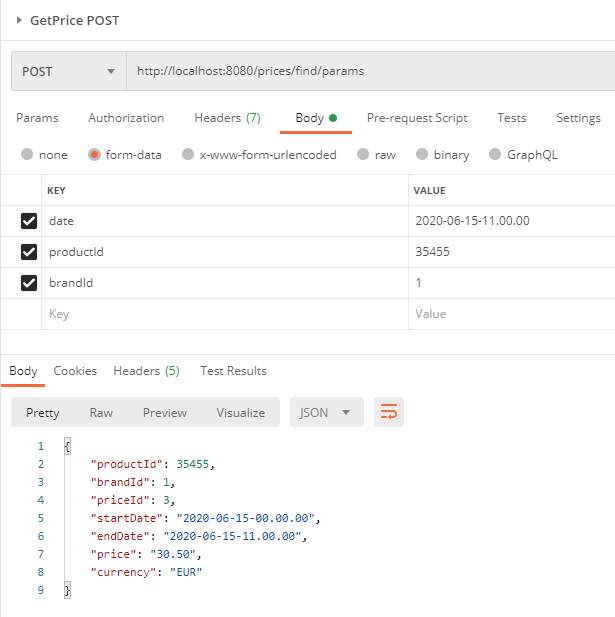 GetPrice POST
POST http://localhost:8080/prices/find/params
Params Authorization Headers (7) Body Pre-request Script Tests Settings
none form-data x-www-form-urlencoded raw binary GraphQL
KEY VALUE
date 2020-06-15-11.00.00
productId 35455
brandId 1
Key Value
Body Cookies Headers (5) Test Results
Pretty Raw Preview Visualize JSON
1 {
2 "productId": 35455,
3 "brandId": 1,
4 "priceId": 3,
5 "startDate": "2020-06-15-00.00.00",
6 "endDate": "2020-06-15-11.00.00",
7 "price": "30.50",
8 "currency": "EUR"
9 }